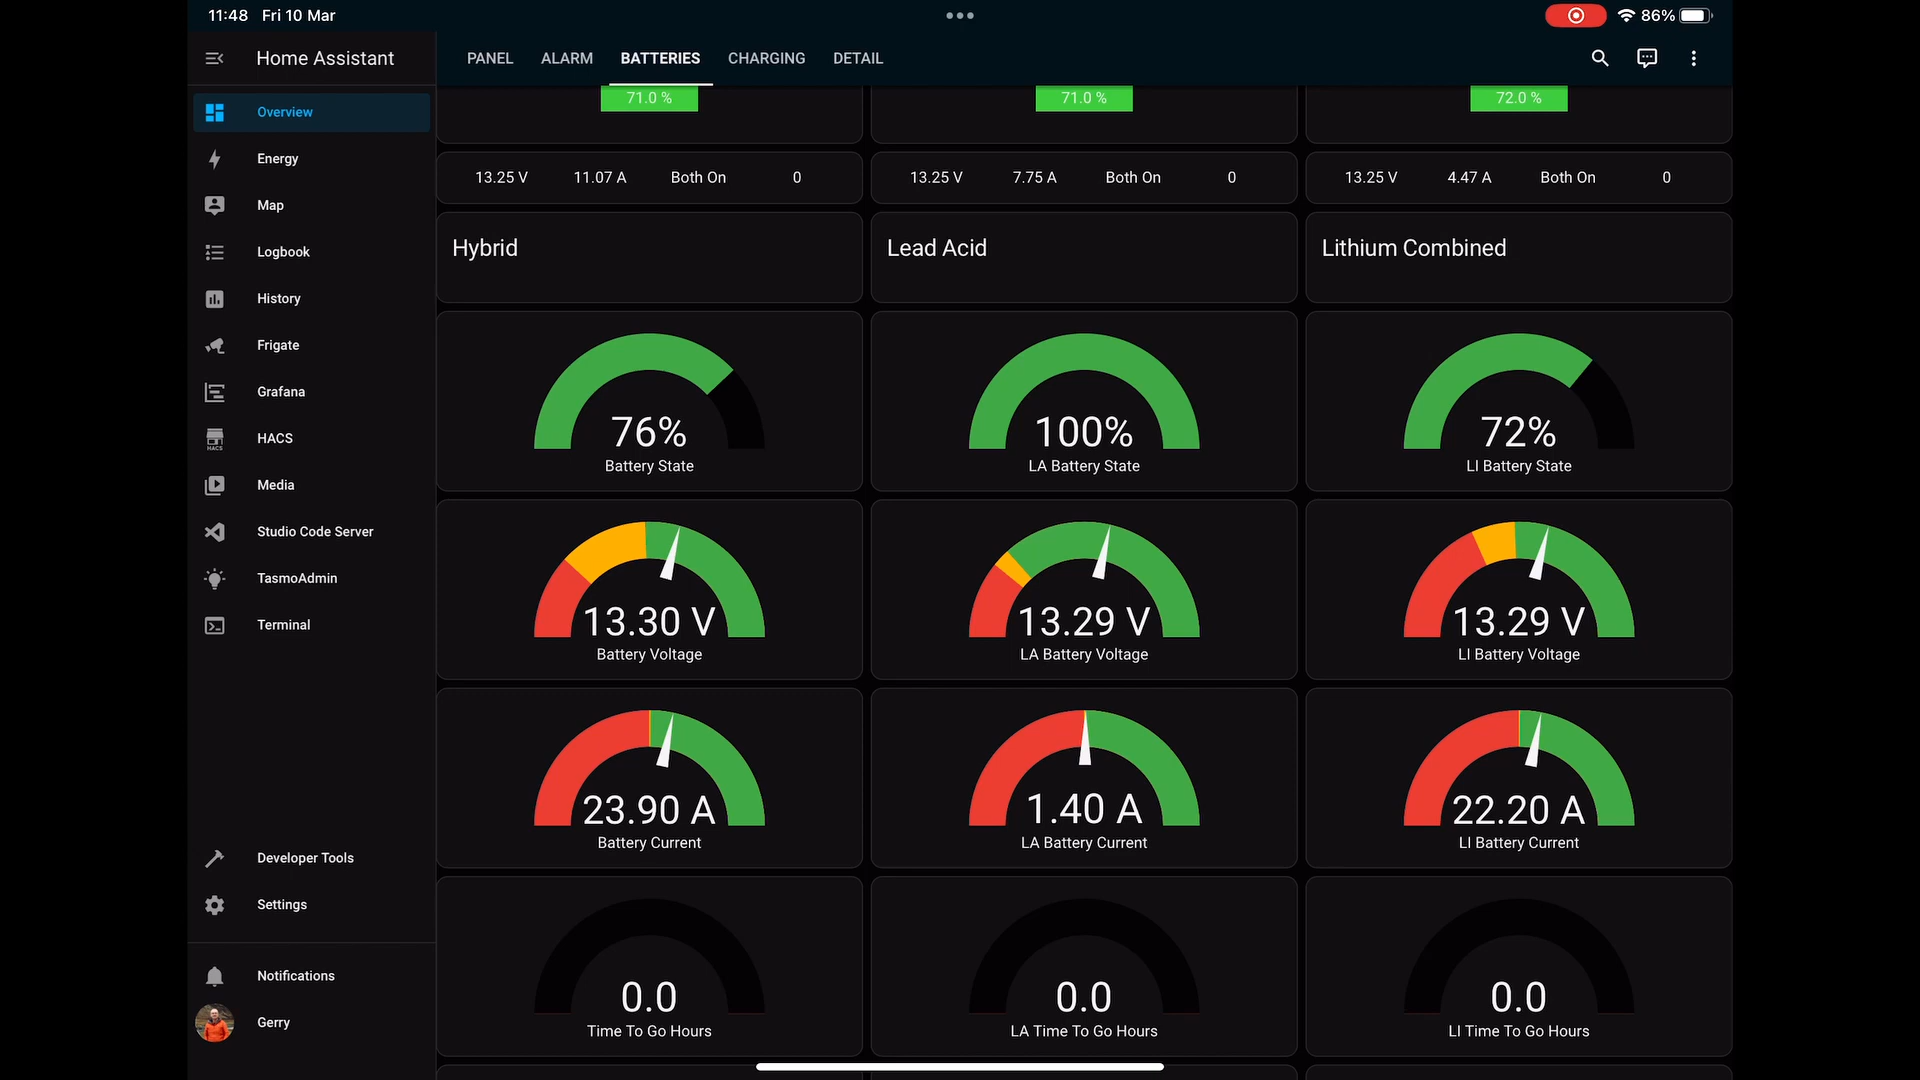 11:48 Fri 10 Mar
86%
Home Assistant
PANEL ALARM BATTERIES CHARGING DETAIL
Overview
Energy
Map
Logbook
History
Frigate
Grafana
HACS
HACS
Media
Studio Code Server
TasmoAdmin
Terminal
Developer Tools
Settings
Notifications
Gerry
71.0 % 71.0 % 72.0 %
13.25 V 11.07 A Both On 0
13.25 V 7.75 A Both On 0
13.25 V 4.47 A Both On 0
Hybrid
Lead Acid
Lithium Combined
76%
Battery State
100%
LA Battery State
72%
LI Battery State
13.30 V
Battery Voltage
13.29 V
LA Battery Voltage
13.29 V
LI Battery Voltage
23.90 A
Battery Current
1.40 A
LA Battery Current
22.20 A
LI Battery Current
0.0
Time To Go Hours
0.0
LA Time To Go Hours
0.0
LI Time To Go Hours